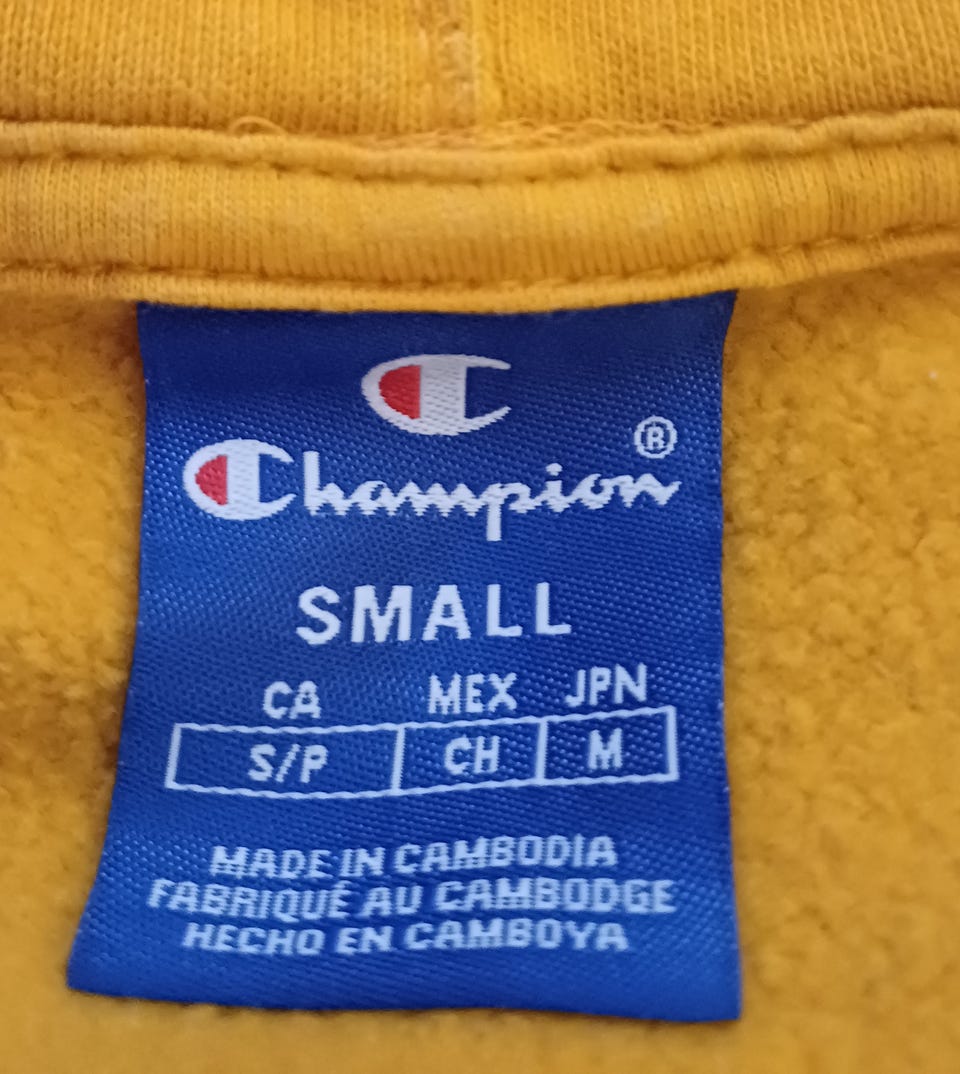 C
Champion®
SMALL
CA MEX JPN
S/P CH M
MADE IN CAMBODIA
FABRIQUÉ AU CAMBODGE
HECHO EN CAMBOYA